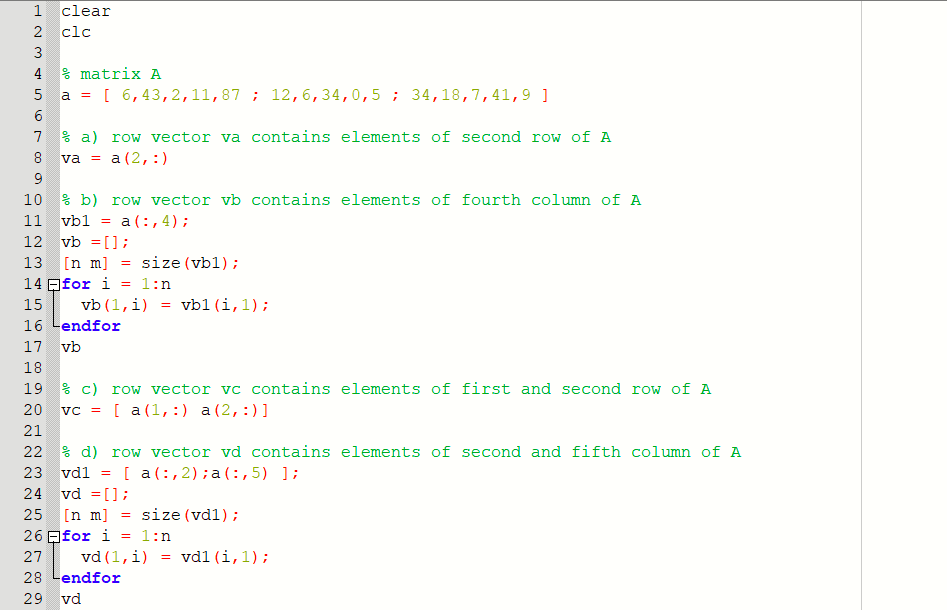 1 clear
2 clc
3
4 % matrix A
5 a = [ 6,43,2,11,87 ; 12,6,34,0,5 ; 34,18,7,41,9 ]
6
7 % a) row vector va contains elements of second row of A
8 va = a(2,:)
9
10 % b) row vector vb contains elements of fourth column of A
11 vb1 = a(:,4);
12 vb =[];
13 [n m] = size(vb1);
14 for i = 1:n
15   vb(1,i) = vb1(i,1);
16 endfor
17 vb
18
19 % c) row vector vc contains elements of first and second row of A
20 vc = [ a(1,:) a(2,:)]
21
22 % d) row vector vd contains elements of second and fifth column of A
23 vd1 = [ a(:,2);a(:,5) ];
24 vd =[];
25 [n m] = size(vd1);
26 for i = 1:n
27   vd(1,i) = vd1(i,1);
28 endfor
29 vd